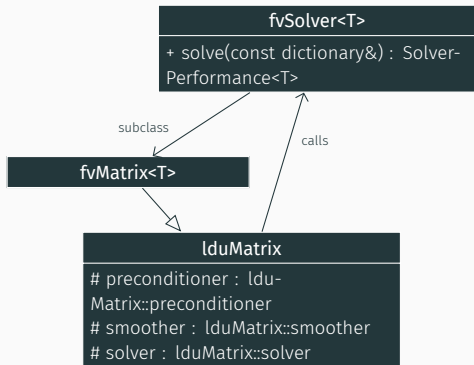 fvSolver<T>
+ solve(const dictionary&) : Solver-
Performance<T>
subclass
calls
fvMatrix<T>
lduMatrix
# preconditioner : ldu-
Matrix::preconditioner
# smoother : lduMatrix::smoother
# solver : lduMatrix::solver